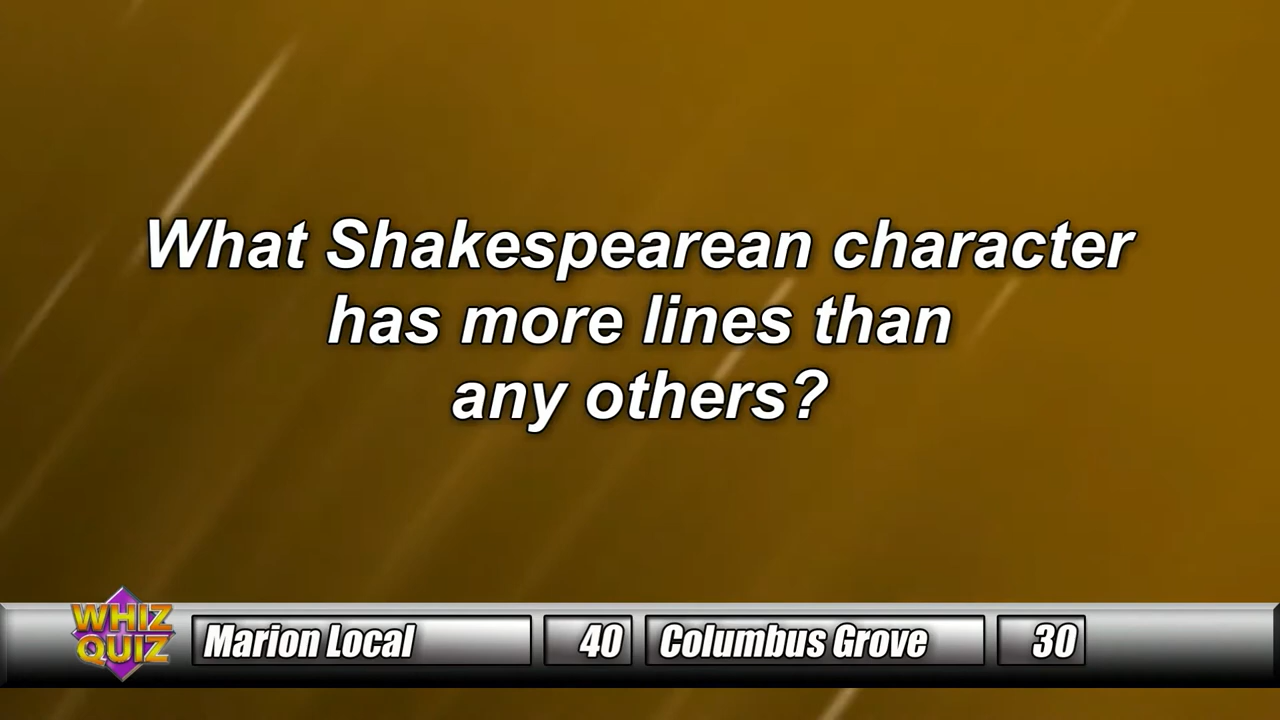 What Shakespearean character
has more lines than
any others?
WHIZ
QUIZ
Marion Local 40 Columbus Grove 30